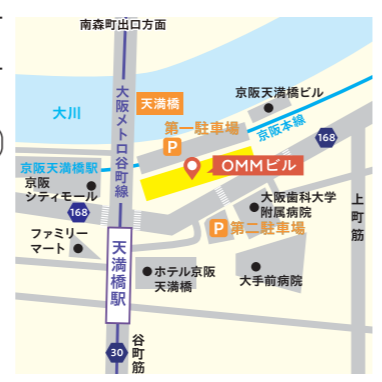 南森町出口方面
大阪メトロ谷町線
天満橋
京阪天満橋ビル
大川
第一駐車場
P
京阪本線
168
OMMビル
京阪天満橋駅
京阪
シティモール
168
大阪歯科大学
附属病院
上町筋
ファミリー
マート
P 第二駐車場
天満橋駅
ホテル京阪
天満橋
大手前病院
30
谷町筋